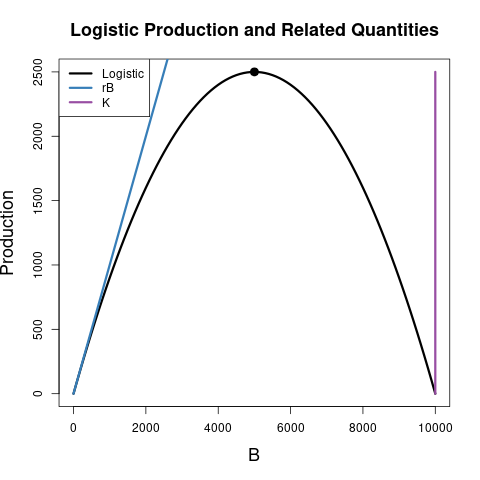 Logistic Production and Related Quantities
Logistic
rB
K
Production
2500
2000
1500
1000
500
0
0 2000 4000 6000 8000 10000
B